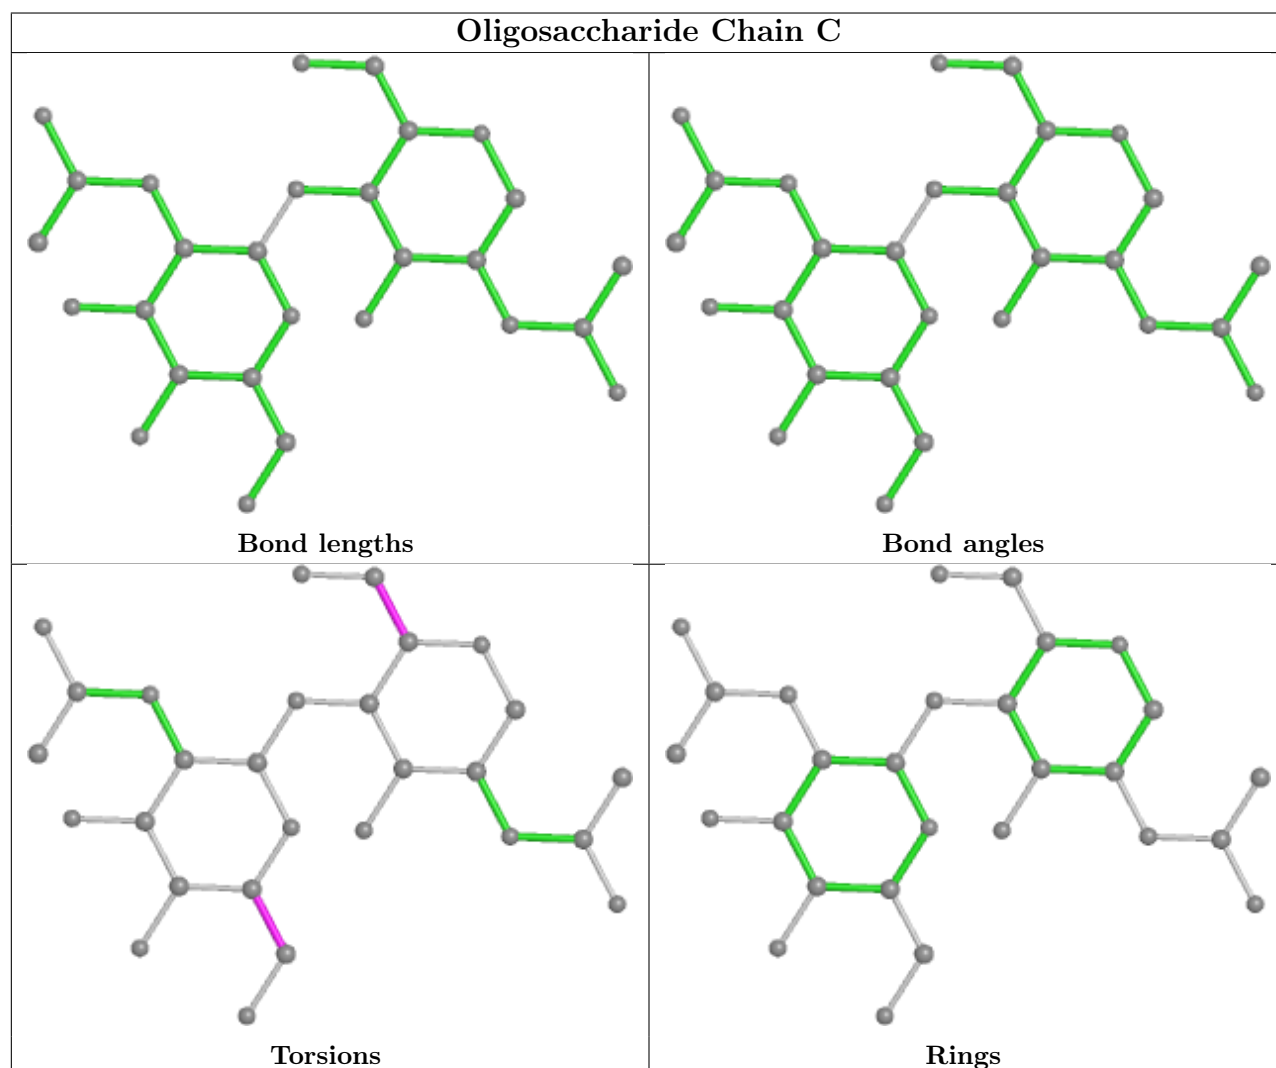 Oligosaccharide Chain C
Bond lengths
Bond angles
Torsions
Rings